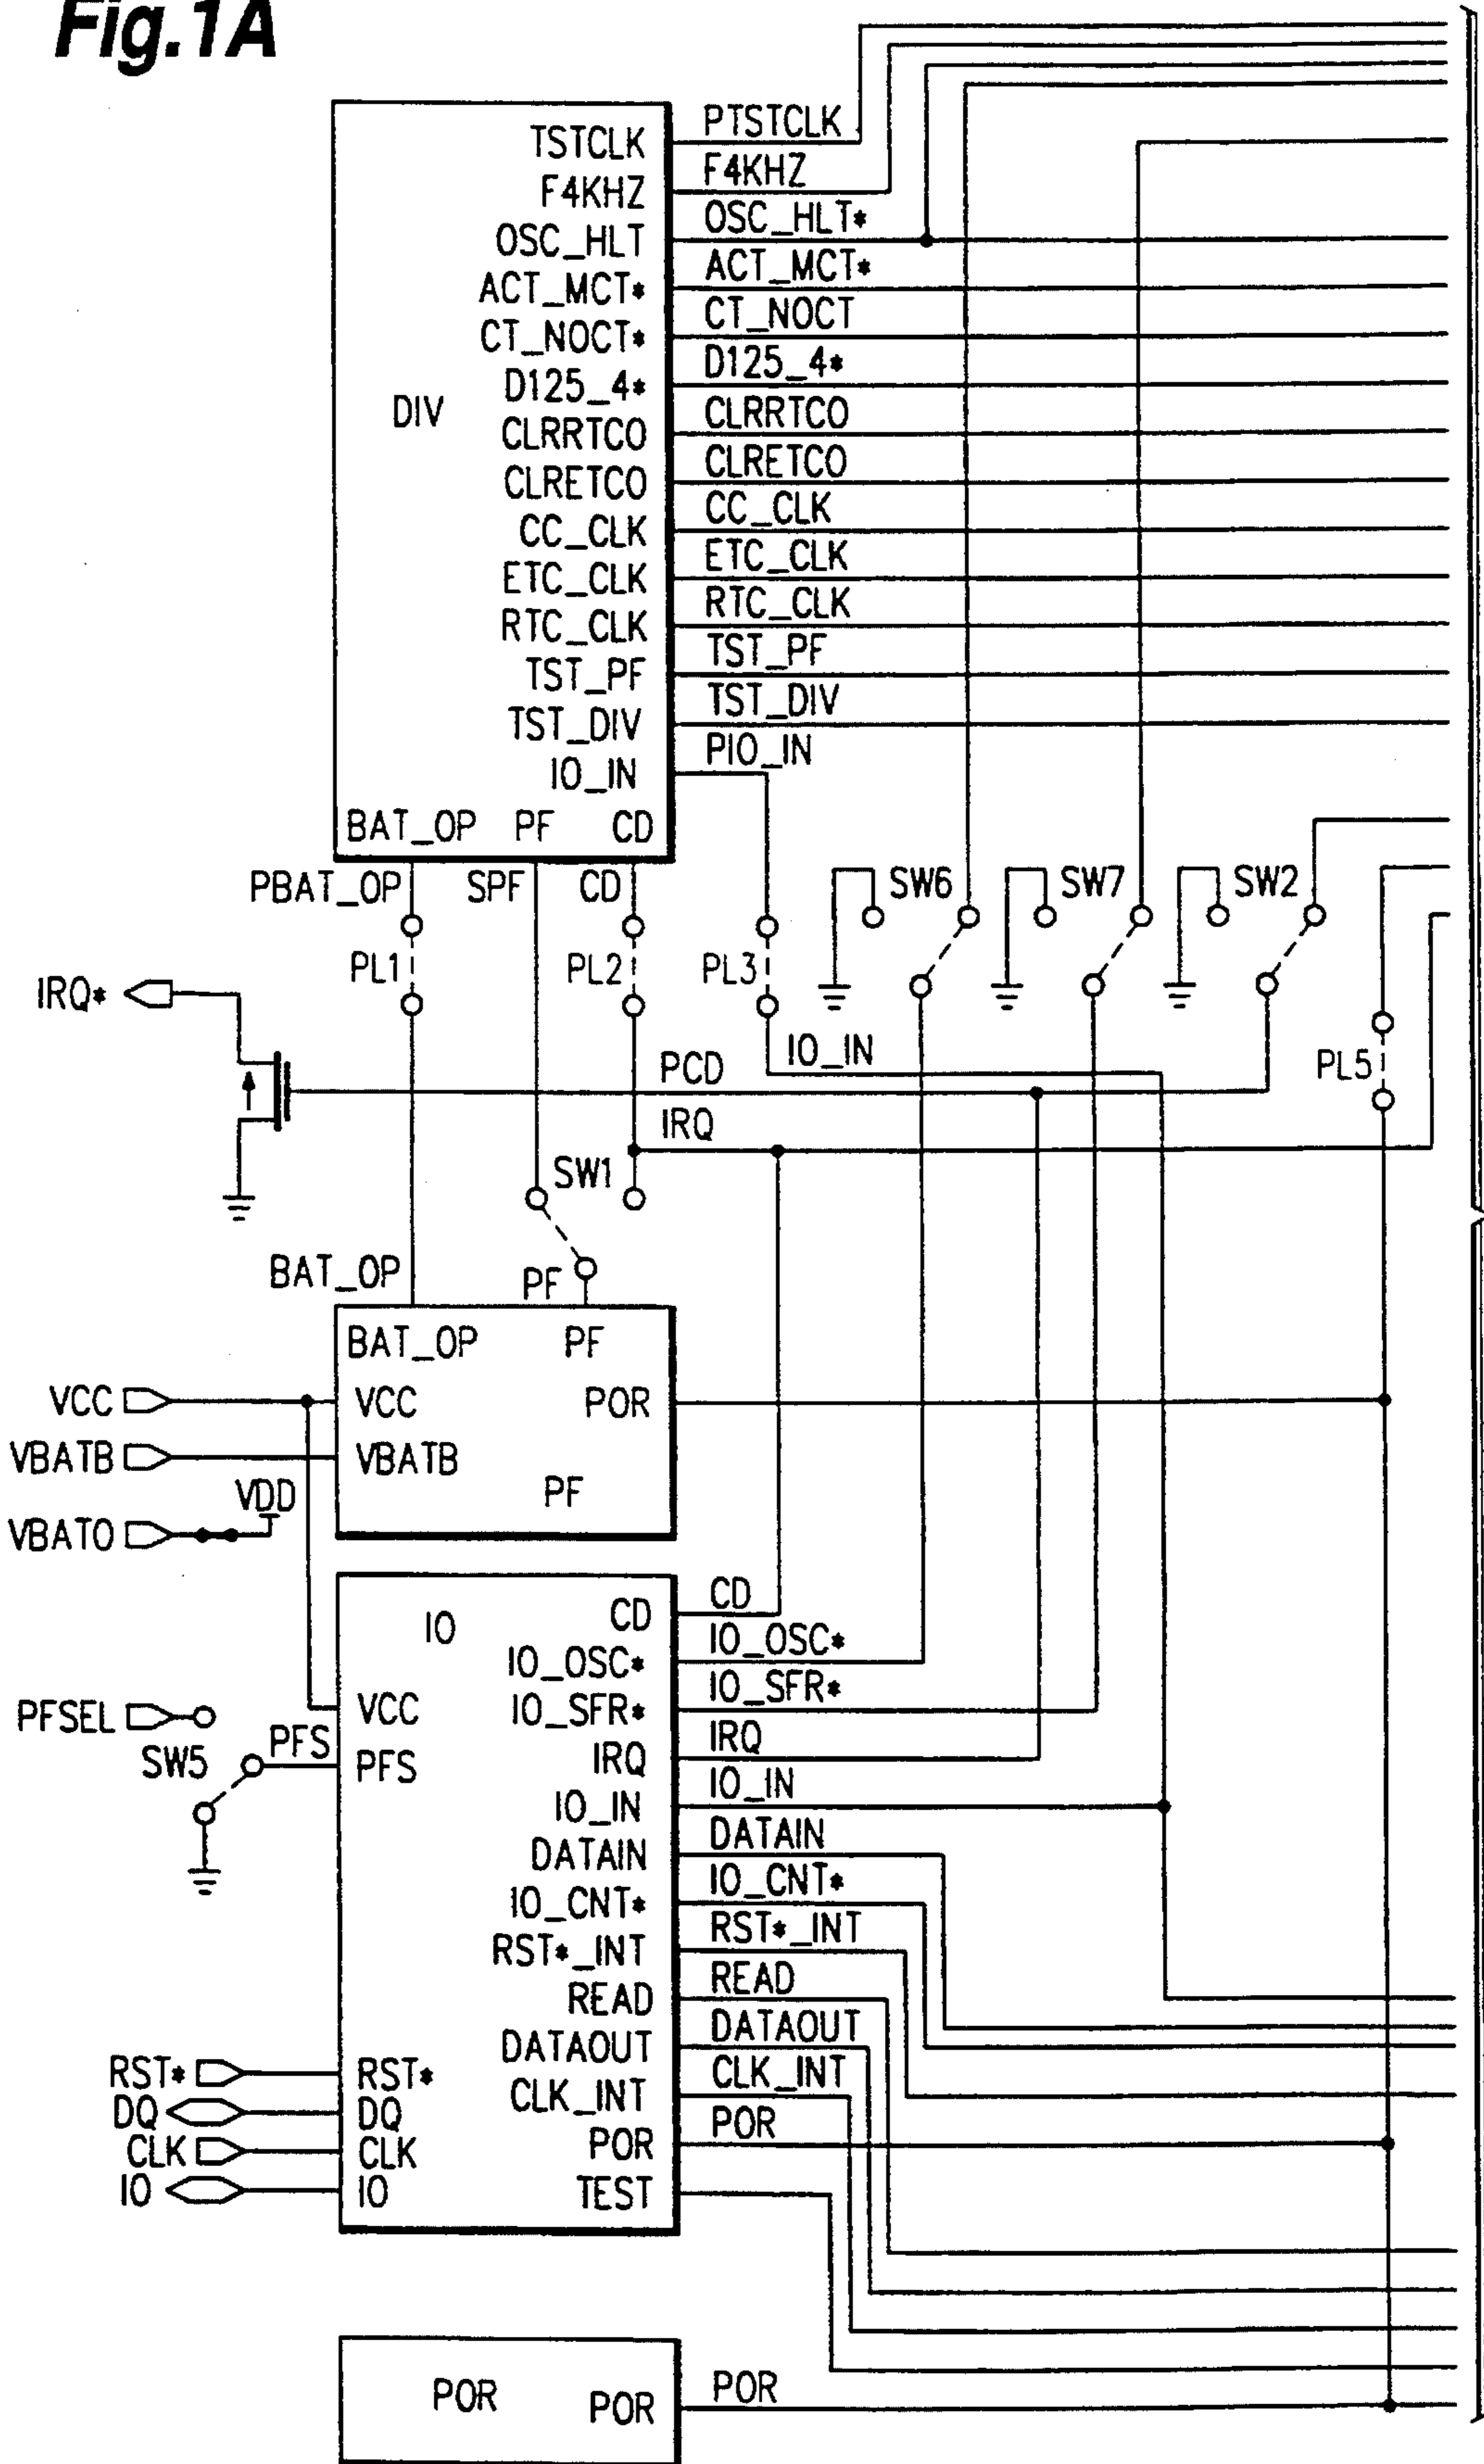 Fig.1A
TSTCLK PTSTCLK
F4KHZ F4KHZ
OSC_HLT OSC_HLT*
ACT_MCT* ACT_MCT*
CT_NOCT* CT_NOCT
DIV D125_4* D125_4*
CLRRTCO CLRRTCO
CLRETCO CLRETCO
CC_CLK CC_CLK
ETC_CLK ETC_CLK
RTC_CLK RTC_CLK
TST_PF TST_PF
TST_DIV TST_DIV
IO_IN PIO_IN
BAT_OP PF CD
PBAT_OP SPF CD SW6 SW7 SW2
IRQ* PL1 PL2 PL3
PCD IO_IN PL5
IRQ
SW1
BAT_OP PF
BAT_OP PF
VCC VCC POR
VBATB VBATB
VDD PF
VBATO
IO CD CD
IO_OSC* IO_OSC*
PFSEL VCC IO_SFR* IO_SFR*
SW5 PFS PFS IRQ IRQ
IO_IN IO_IN
DATAIN DATAIN
IO_CNT* IO_CNT*
RST*_INT RST*_INT
READ READ
DATAOUT DATAOUT
RST* RST* CLK_INT CLK_INT
DQ DQ
CLK CLK POR POR
IO IO TEST
POR POR POR